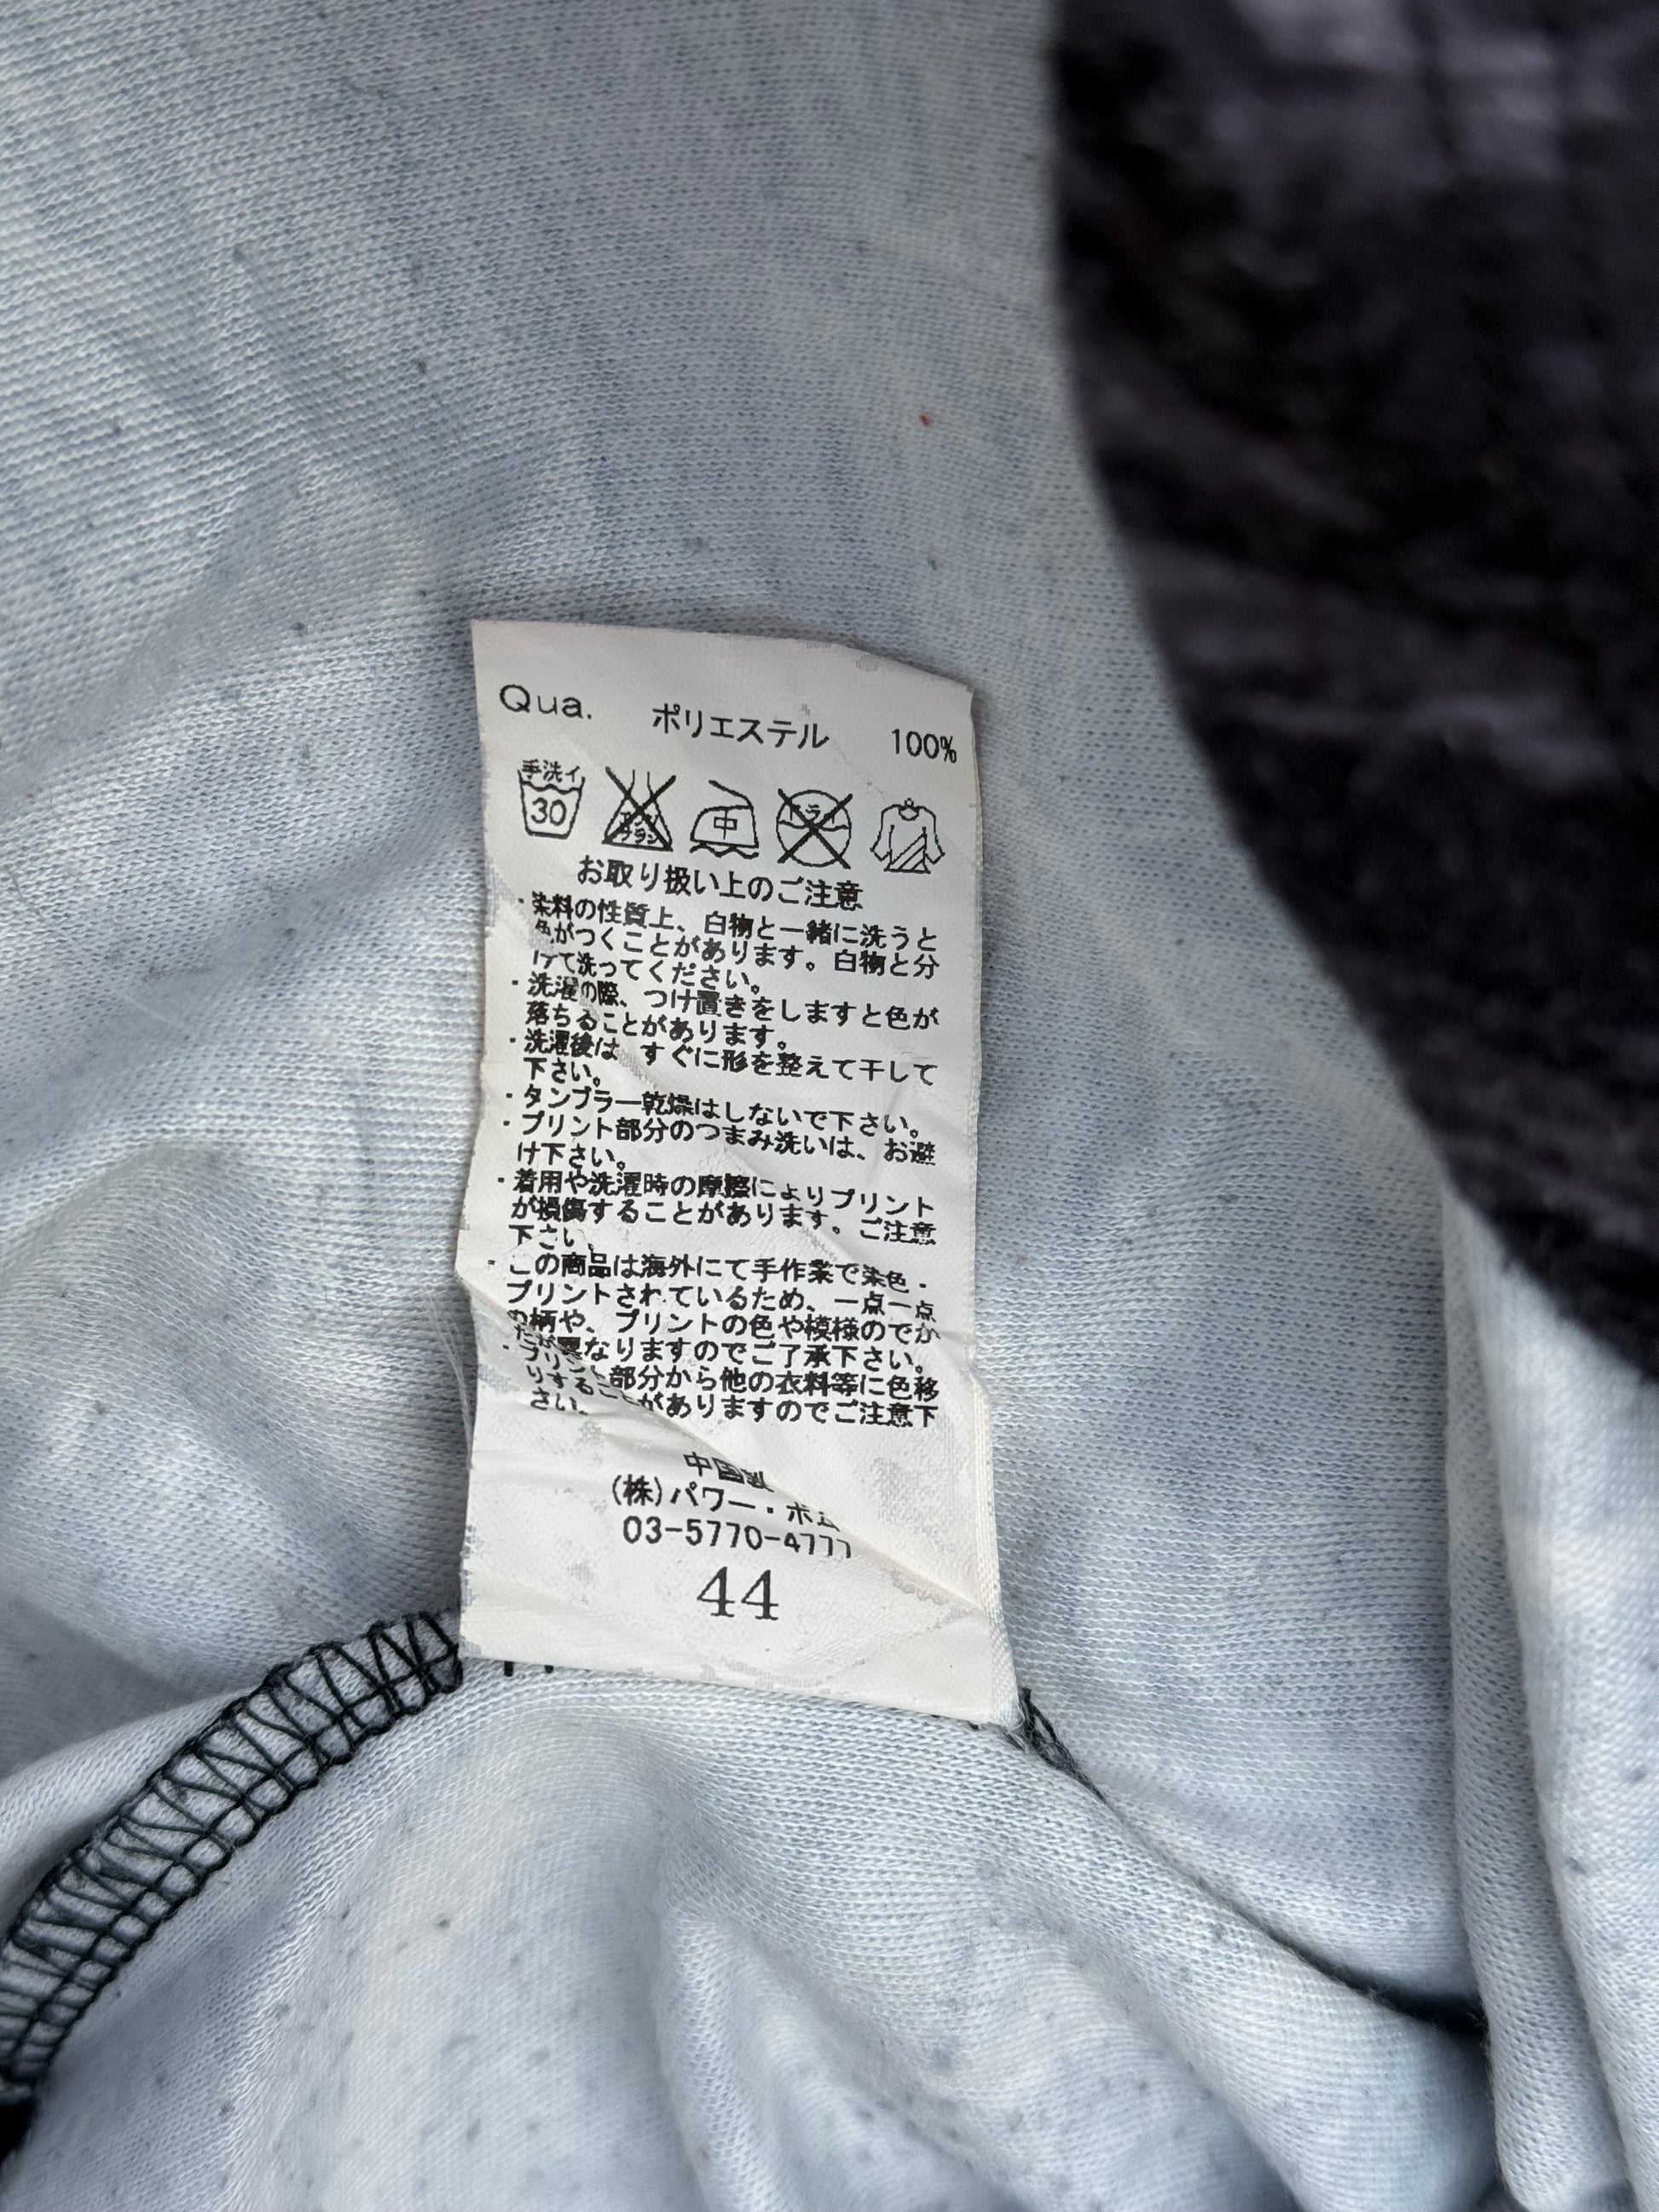 Qua. ポリエステル 100%
手洗イ
30
エンソ
サラシ
中
ドライ
お取り扱い上のご注意
・染料の性質上、白物と一緒に洗うと
色がつくことがあります。白物と分
けて洗ってください。
・洗濯の際、つけ置きをしますと色が
落ちることがあります。
・洗濯後は すぐに形を整えて干して
下さい。
・タンブラー乾燥はしないで下さい。
・プリント部分のつまみ洗いは、お避
け下さい。
・着用や洗濯時の摩擦によりプリント
が損傷することがあります。ご注意
下さい。
・この商品は海外にて手作業で染色・
プリントされているため、一点一点
の柄や、プリントの色や模様のでか
たが異なりますのでご了承下さい。
・プリント部分から他の衣料等に色移
りすることがありますのでご注意下
さい。
中国製
(株)パワー・
03-5770-4777
44